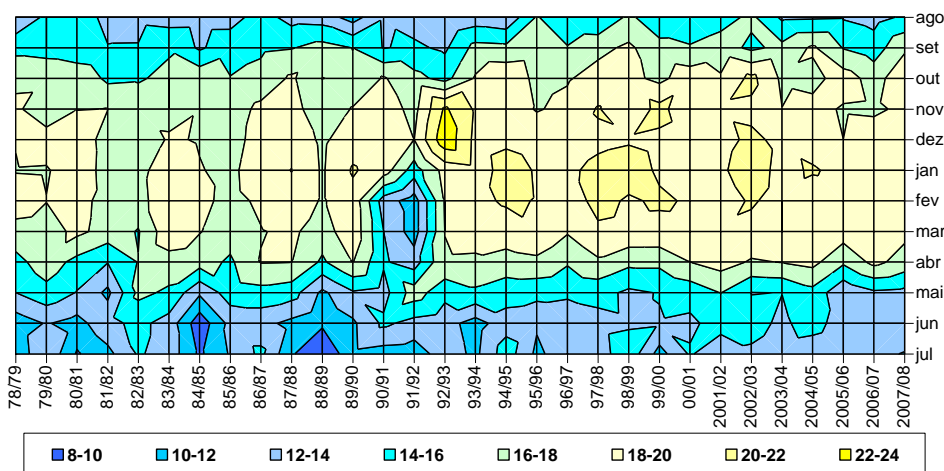 ago
set
out
nov
dez
jan
fev
mar
abr
mai
jun
jul
78/79 79/80 80/81 81/82 82/83 83/84 84/85 85/86 86/87 87/88 88/89 89/90 90/91 91/92 92/93 93/94 94/95 95/96 96/97 97/98 98/99 99/00 00/01 2001/02 2002/03 2003/04 2004/05 2005/06 2006/07 2007/08
8-10 10-12 12-14 14-16 16-18 18-20 20-22 22-24